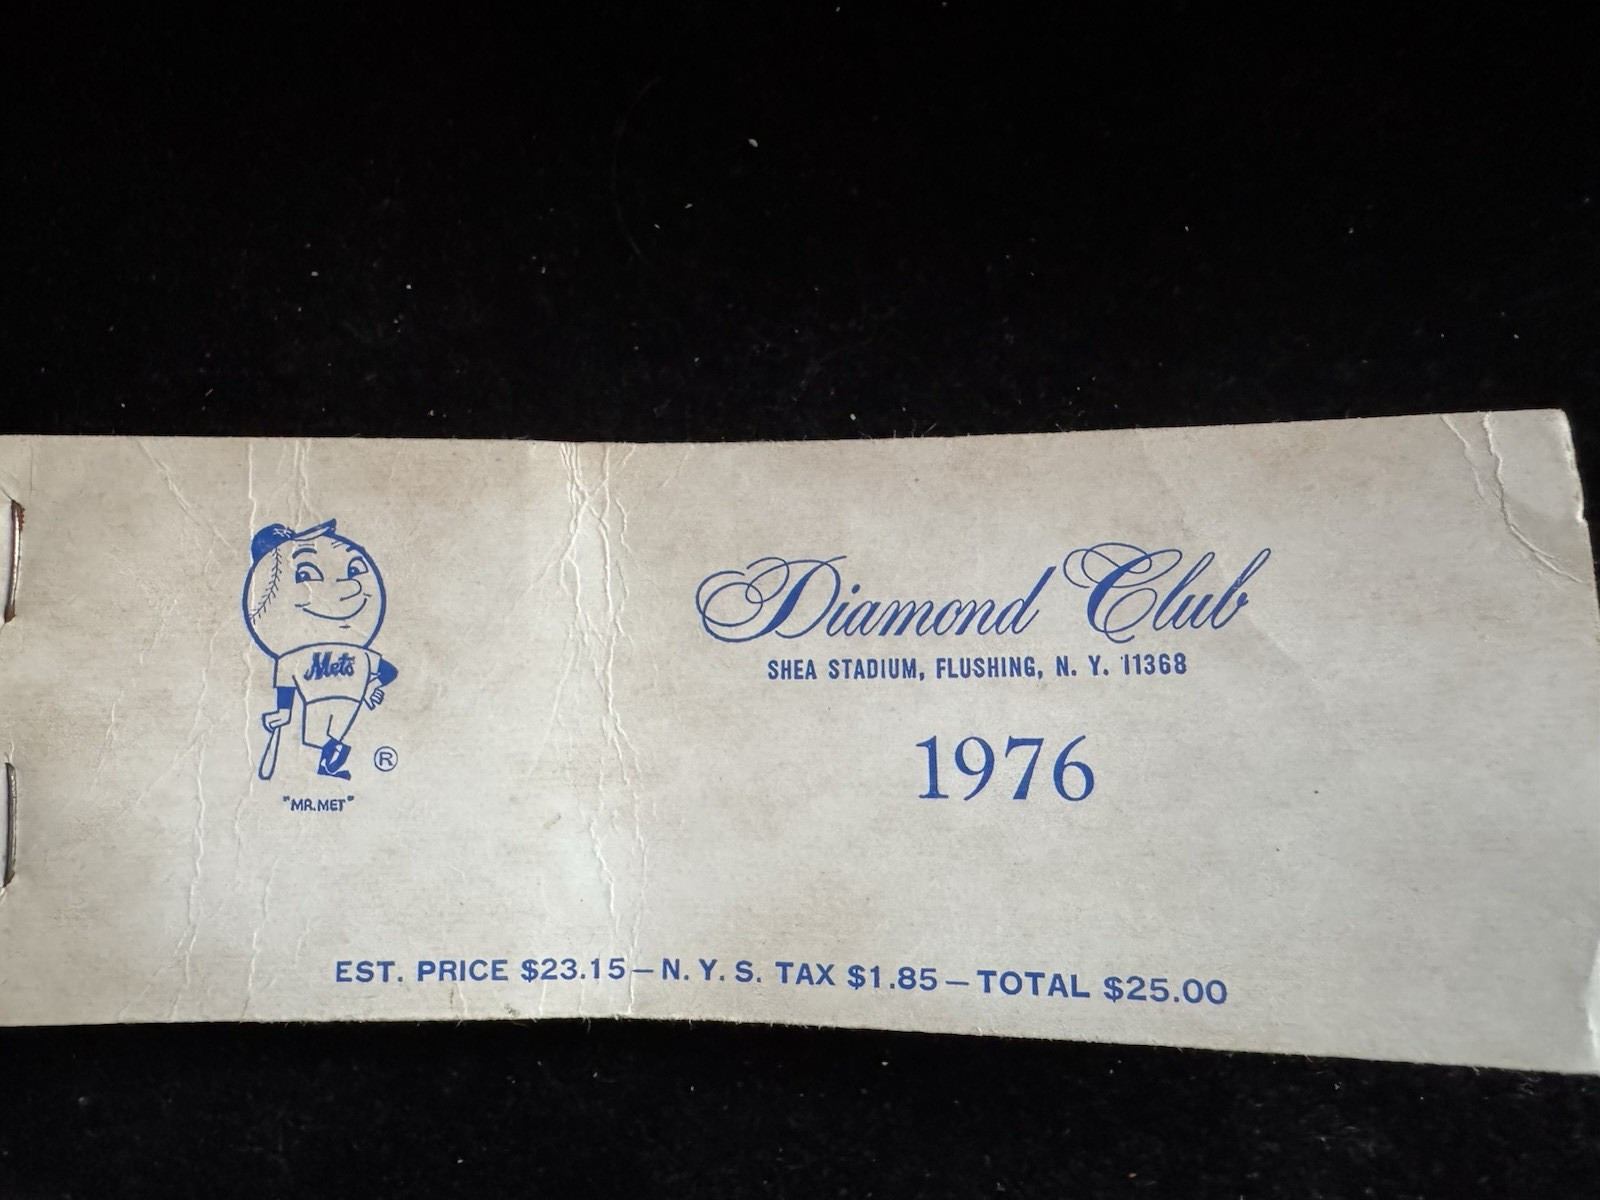 Mets
®
"MR. MET"
Diamond Club
SHEA STADIUM, FLUSHING, N. Y. 11368
1976
EST. PRICE $23.15—N. Y. S. TAX $1.85—TOTAL $25.00